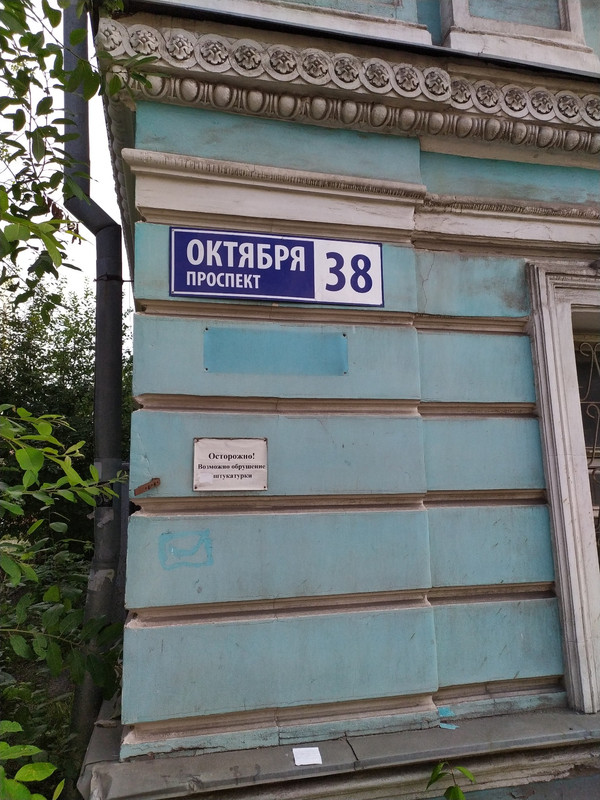 ОКТЯБРЯ
ПРОСПЕКТ
38
Осторожно!
Возможно обрушение
штукатурки